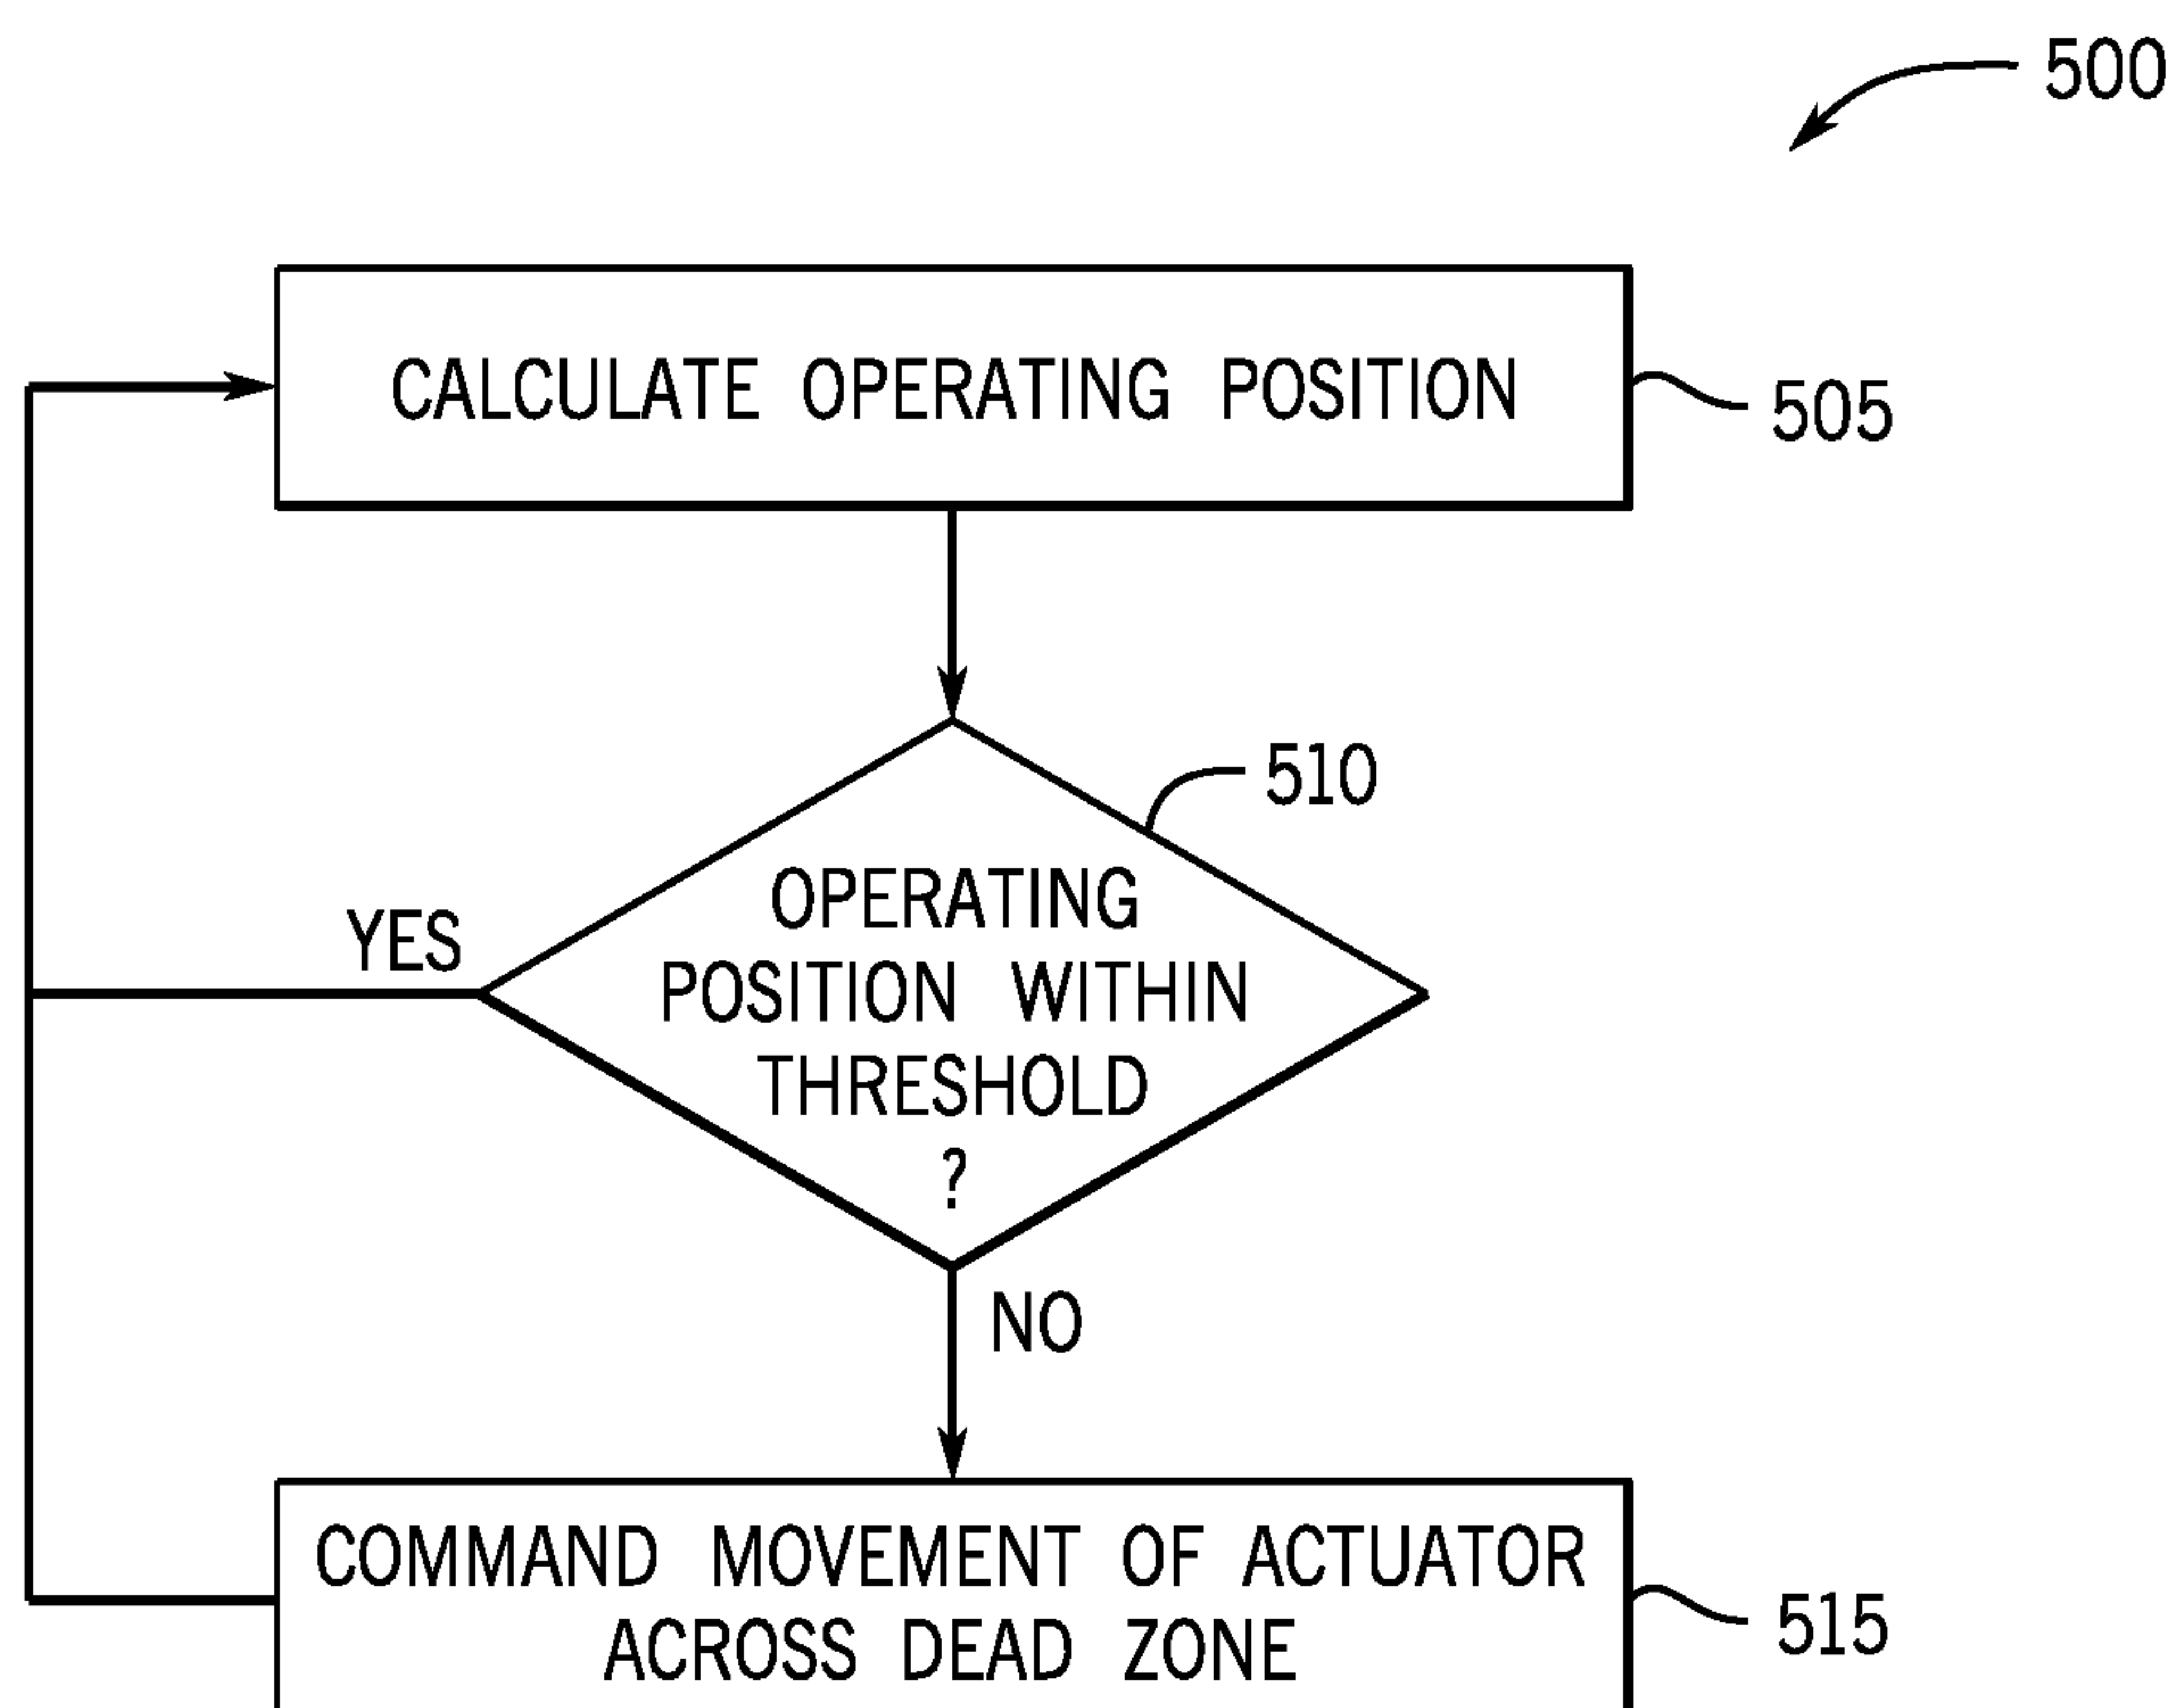 500
CALCULATE OPERATING POSITION
505
510
OPERATING
POSITION WITHIN
THRESHOLD
?
YES
NO
COMMAND MOVEMENT OF ACTUATOR
ACROSS DEAD ZONE
515